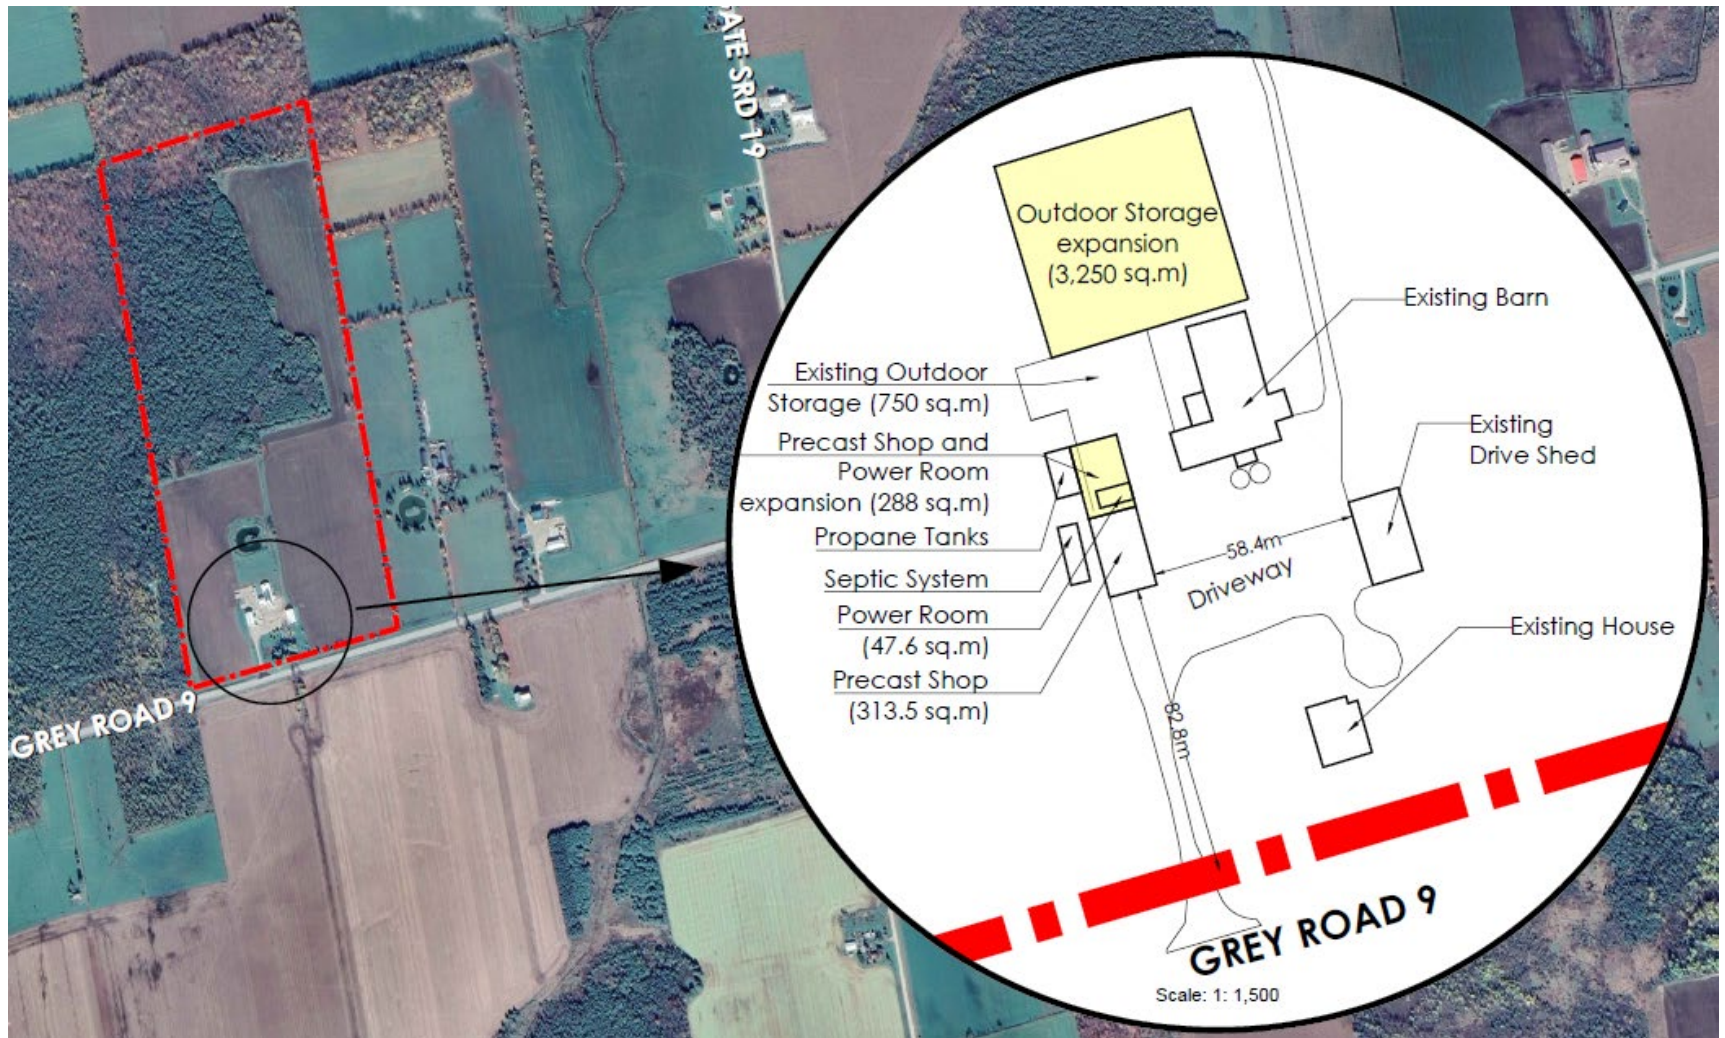 ATE SRD 19
GREY ROAD 9
Outdoor Storage
expansion
(3,250 sq.m)
Existing Barn
Existing Outdoor
Storage (750 sq.m)
Precast Shop and
Power Room
expansion (288 sq.m)
Propane Tanks
Septic System
Power Room
(47.6 sq.m)
Precast Shop
(313.5 sq.m)
Existing
Drive Shed
58.4m
Driveway
Existing House
82.8m
GREY ROAD 9
Scale: 1: 1,500